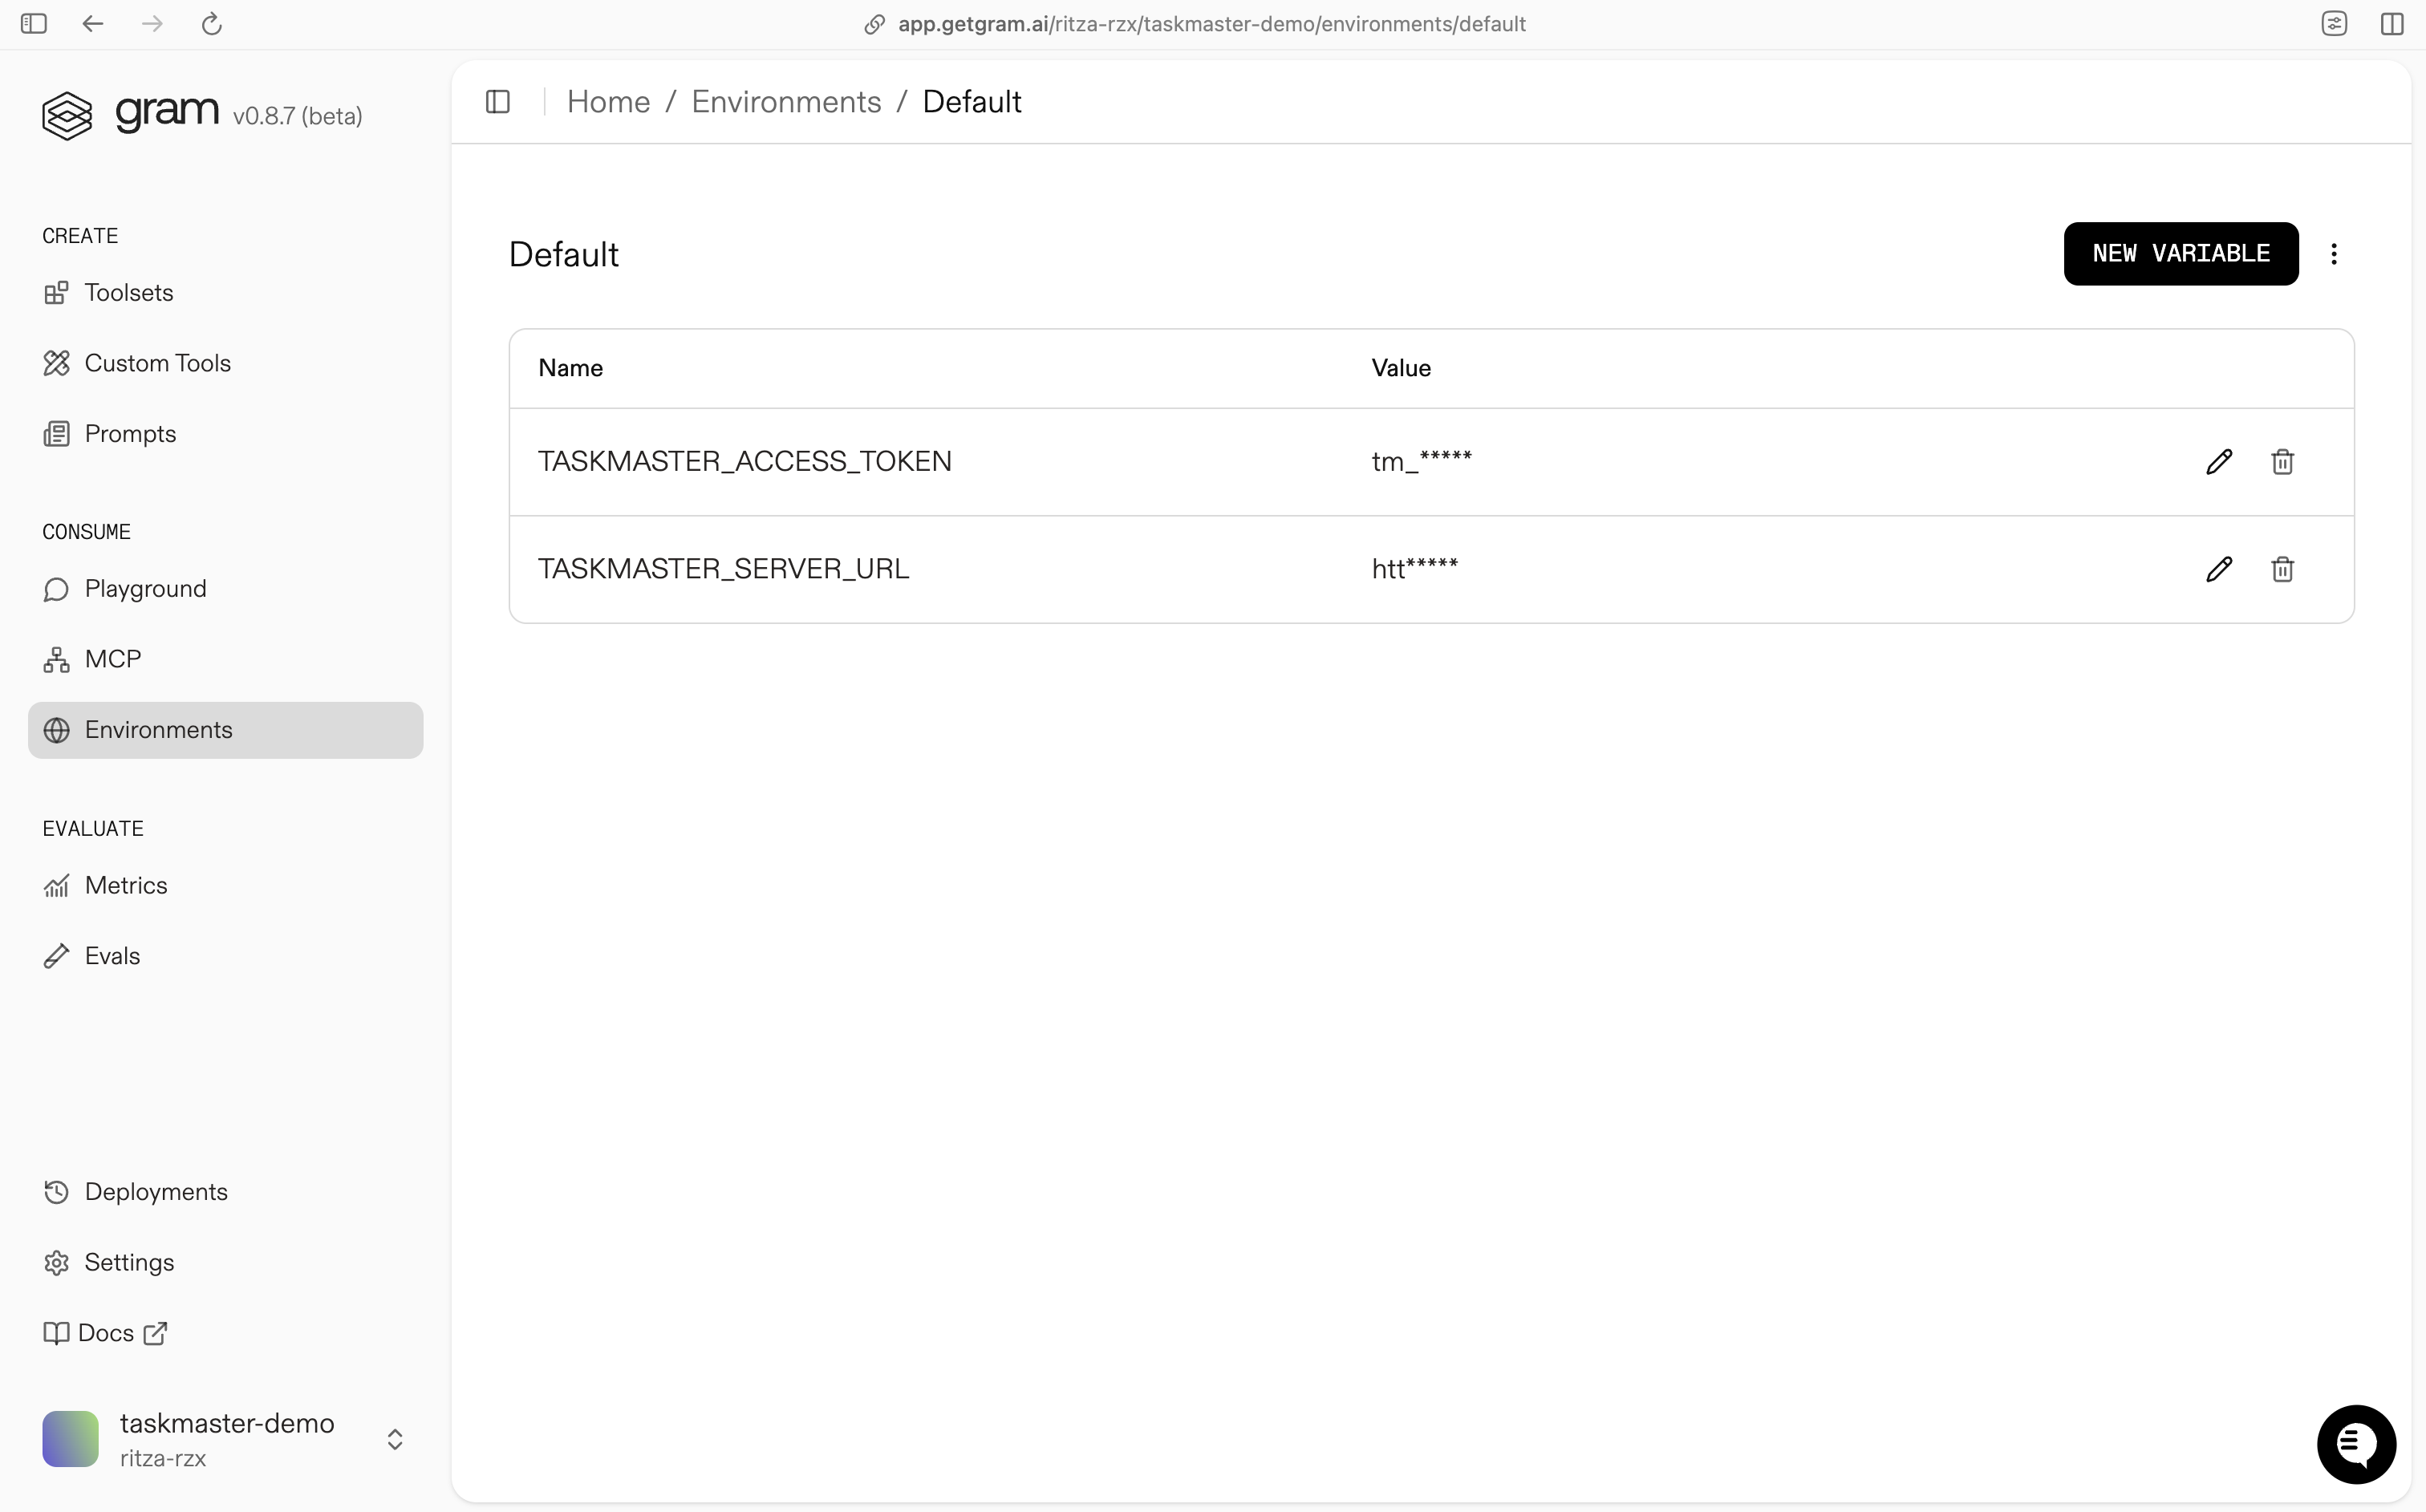 app.getgram.ai/ritza-rzx/taskmaster-demo/environments/default
gram v0.8.7 (beta)
Home / Environments / Default
CREATE
Toolsets
Custom Tools
Prompts
CONSUME
Playground
MCP
Environments
EVALUATE
Metrics
Evals
Deployments
Settings
Docs
taskmaster-demo
ritza-rzx
Default
NEW VARIABLE
Name Value
TASKMASTER_ACCESS_TOKEN tm_*****
TASKMASTER_SERVER_URL htt*****